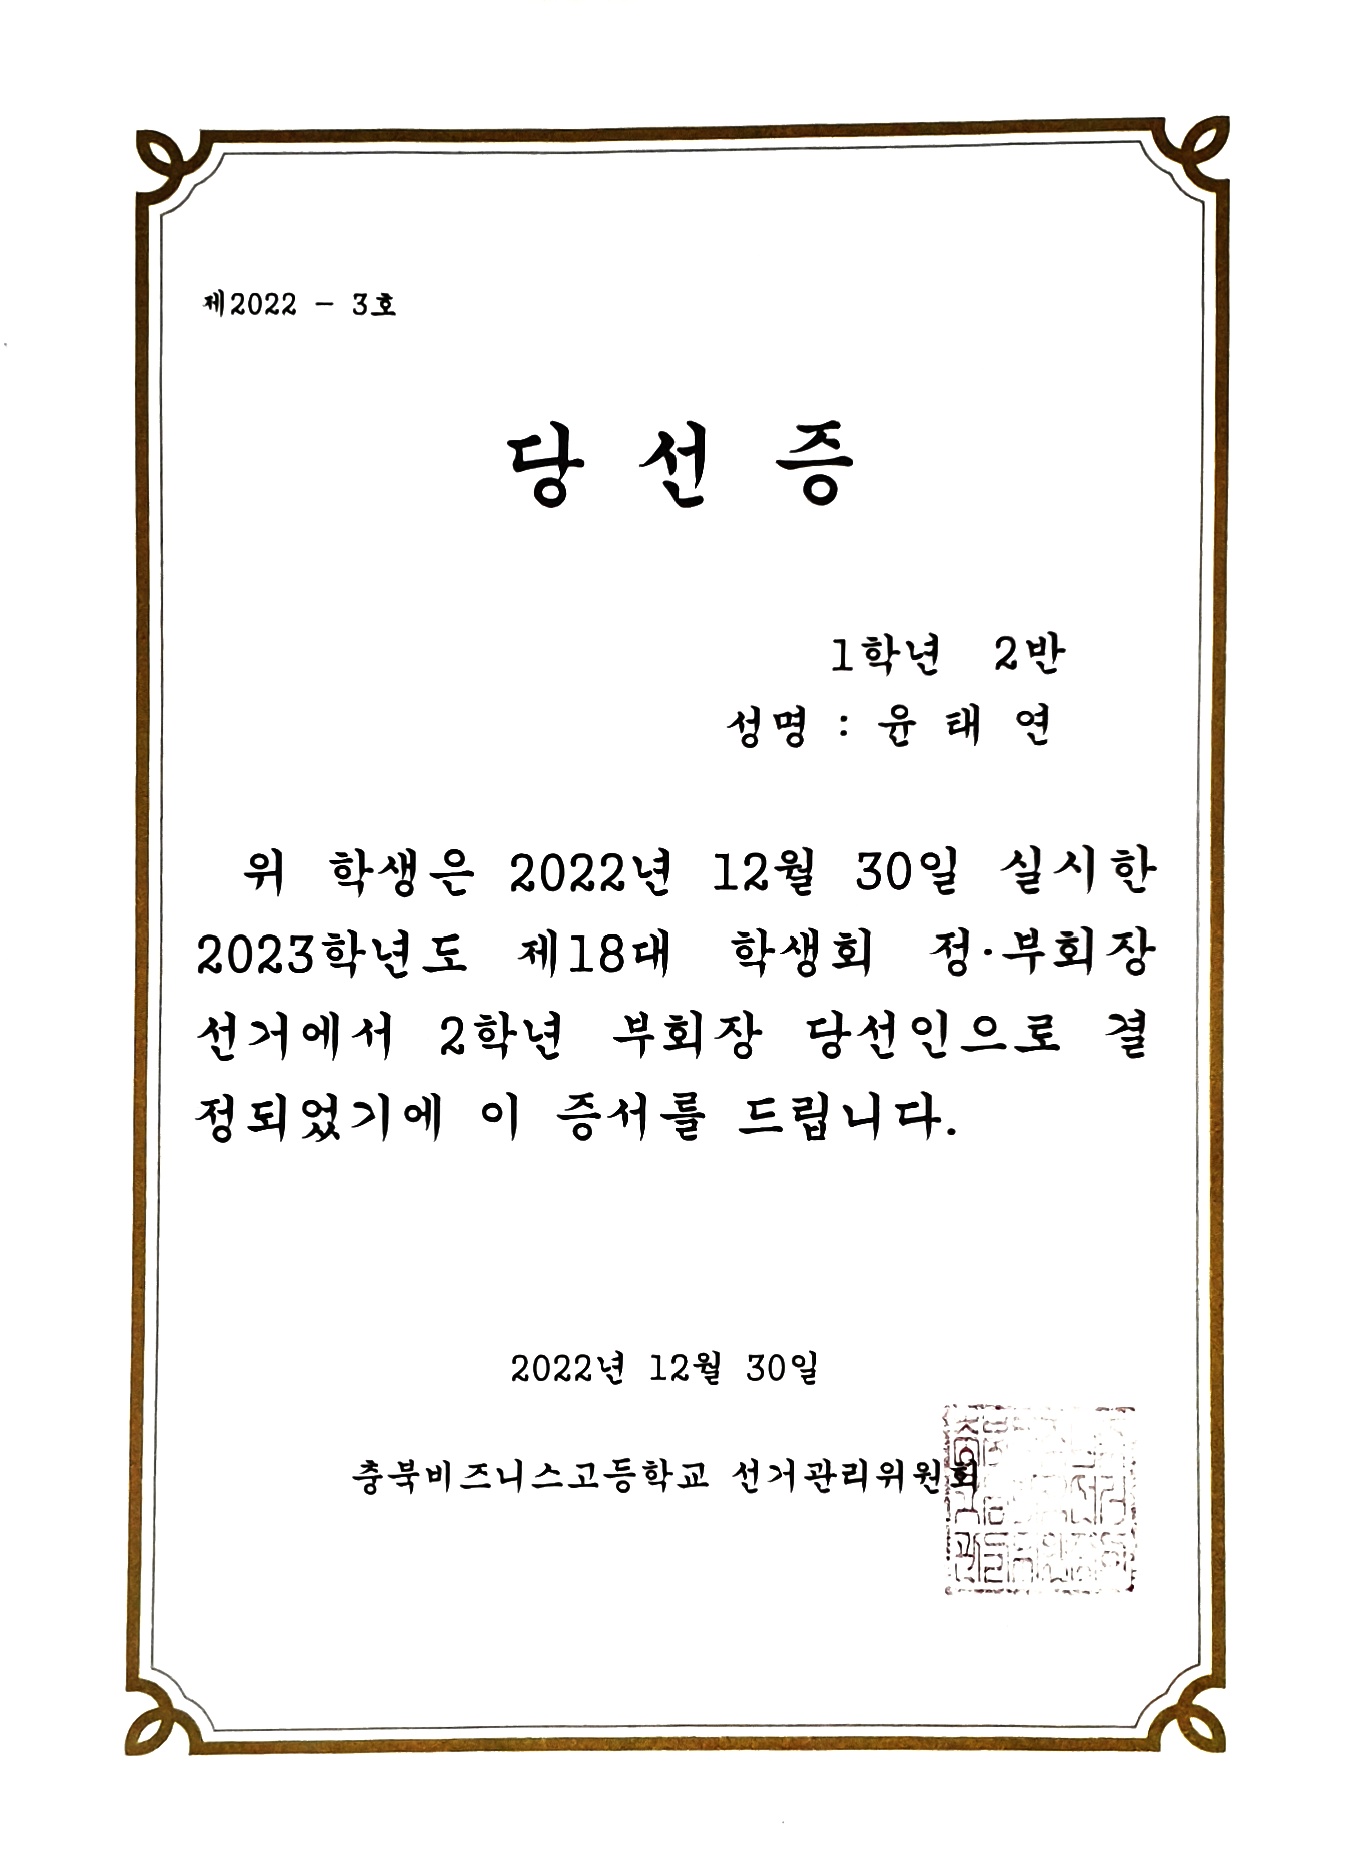 제2022 - 3호
당 선 증
1학년 2반
성명 : 윤 태 연
위 학생은 2022년 12월 30일 실시한
2023학년도 제18대 학생회 정·부회장
선거에서 2학년 부회장 당선인으로 결
정되었기에 이 증서를 드립니다.
2022년 12월 30일
충북비즈니스고등학교 선거관리위원회